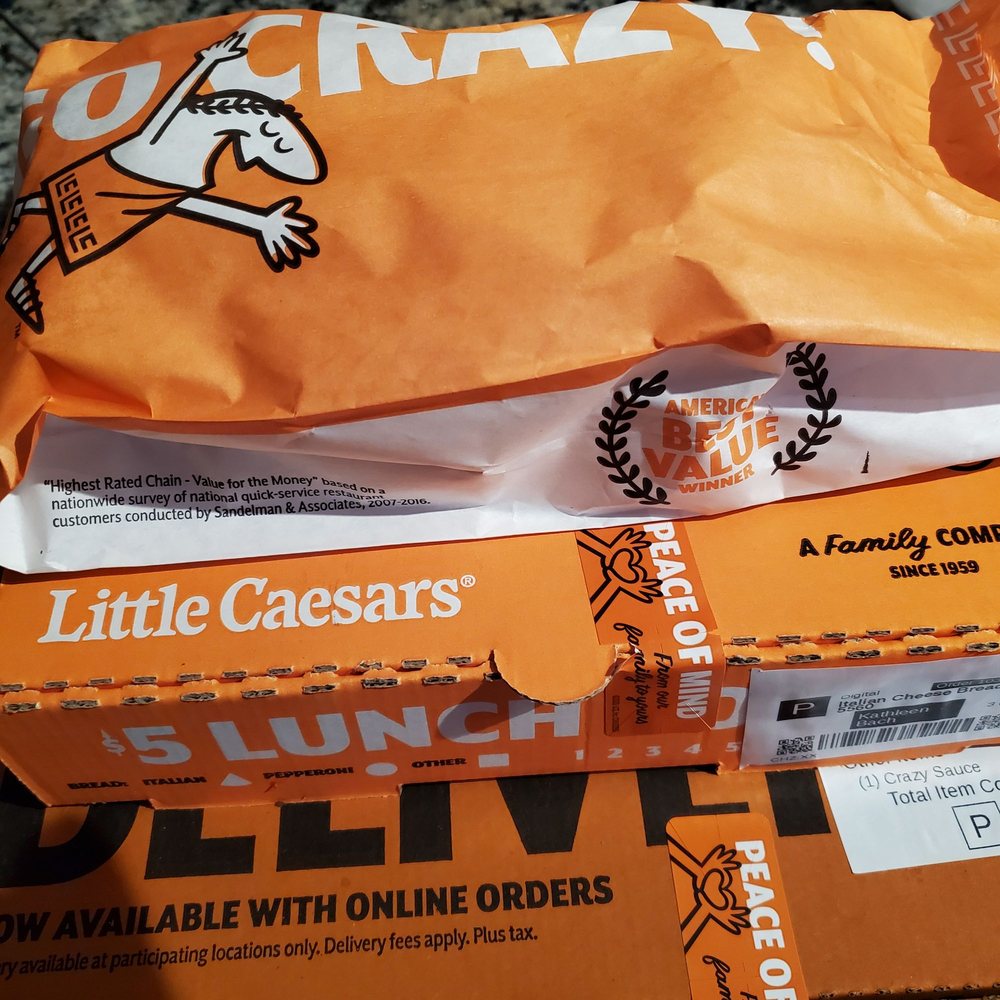 GO CRAZY!
"Highest Rated Chain - Value for the Money" based on a
nationwide survey of national quick-service restaurant
customers conducted by Sandelman & Associates, 2007-2016.
AMERICA
BEST
VALUE
WINNER
TM
Little Caesars®
A Family
SINCE 1959
PEACE OF MIND
From our
family to yours
$5 LUNCH
BREAD: ITALIAN PEPPERONI OTHER
1 2 3 4 5
P
Digital
Italian Cheese
5560
Kathleen
Bach
Order
(1) Crazy Sauce
Total Item
P
AVAILABLE WITH ONLINE ORDERS
available at participating locations only. Delivery fees apply. Plus tax.
PEACE OF